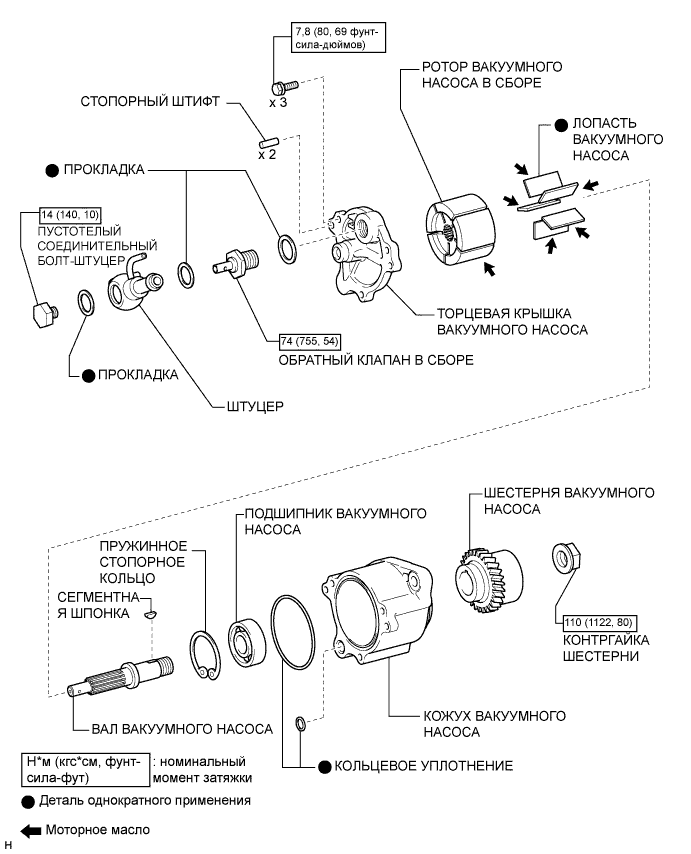 7,8 (80, 69 фунт-
сила-дюймов)
x 3
СТОПОРНЫЙ ШТИФТ
x 2
РОТОР ВАКУУМНОГО
НАСОСА В СБОРЕ
ЛОПАСТЬ
ВАКУУМНОГО
НАСОСА
ПРОКЛАДКА
14 (140, 10)
ПУСТОТЕЛЫЙ
СОЕДИНИТЕЛЬНЫЙ
БОЛТ-ШТУЦЕР
ТОРЦЕВАЯ КРЫШКА
ВАКУУМНОГО НАСОСА
74 (755, 54)
ОБРАТНЫЙ КЛАПАН В СБОРЕ
ПРОКЛАДКА
ШТУЦЕР
ШЕСТЕРНЯ ВАКУУМНОГО
НАСОСА
ПОДШИПНИК ВАКУУМНОГО
НАСОСА
ПРУЖИННОЕ
СТОПОРНОЕ
КОЛЬЦО
СЕГМЕНТНА
Я ШПОНКА
110 (1122, 80)
КОНТРГАЙКА
ШЕСТЕРНИ
ВАЛ ВАКУУМНОГО НАСОСА
КОЖУХ ВАКУУМНОГО
НАСОСА
КОЛЬЦЕВОЕ УПЛОТНЕНИЕ
Н*м (кгс*см, фунт-
сила-фут)
: номинальный
момент затяжки
Деталь однократного применения
Моторное масло
H